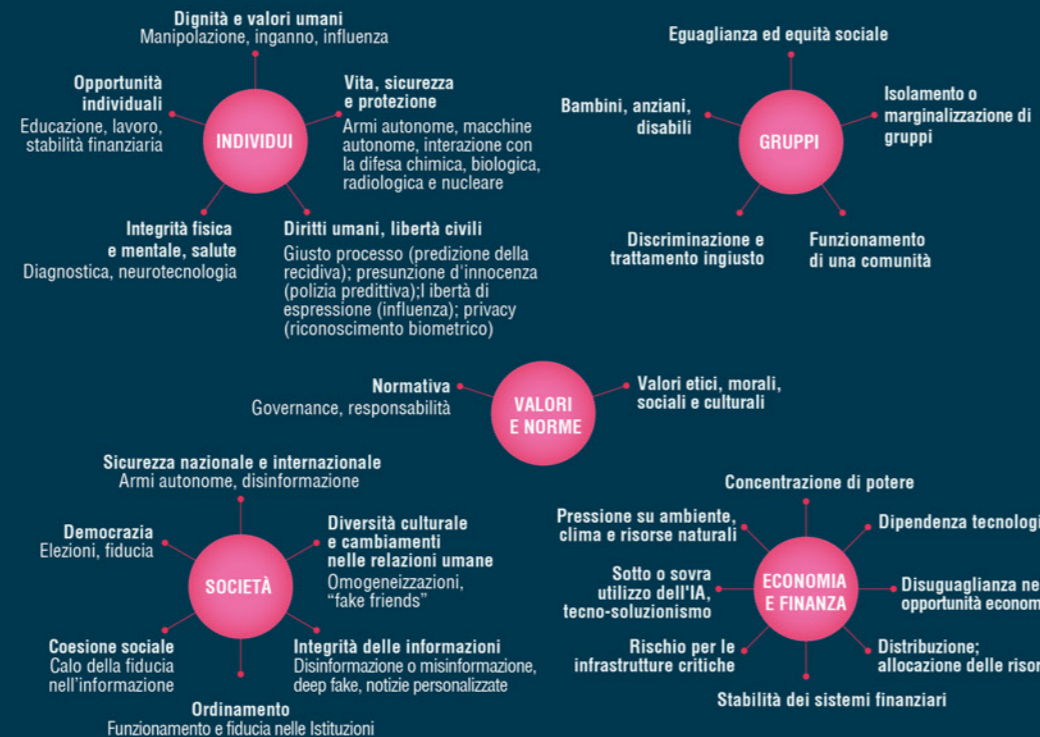 Dignità e valori umani
Manipolazione, inganno, influenza
Opportunità
individuali
Educazione, lavoro,
stabilità finanziaria
Vita, sicurezza
e protezione
Armi autonome, macchine
autonome, interazione con
la difesa chimica, biologica,
radiologica e nucleare
INDIVIDUI
Integrità fisica
e mentale, salute
Diagnostica, neurotecnologia
Diritti umani, libertà civili
Giusto processo (predizione della
recidiva); presunzione d'innocenza
(polizia predittiva);l ibertà di
espressione (influenza); privacy
(riconoscimento biometrico)
Eguaglianza ed equità sociale
Bambini, anziani,
disabili
Isolamento o
marginalizzazione di
gruppi
GRUPPI
Discriminazione e
trattamento ingiusto
Funzionamento
di una comunità
Normativa
Governance, responsabilità
VALORI
E NORME
Valori etici, morali,
sociali e culturali
Sicurezza nazionale e internazionale
Armi autonome, disinformazione
Democrazia
Elezioni, fiducia
Diversità culturale
e cambiamenti
nelle relazioni umane
Omogeneizzazioni,
“fake friends”
SOCIETÀ
Coesione sociale
Calo della fiducia
nell'informazione
Integrità delle informazioni
Disinformazione o misinformazione,
deep fake, notizie personalizzate
Ordinamento
Funzionamento e fiducia nelle Istituzioni
Concentrazione di potere
Pressione su ambiente,
clima e risorse naturali
Dipendenza tecnologi
Sotto o sovra
utilizzo dell'IA,
tecno-soluzionismo
ECONOMIA
E FINANZA
Disuguaglianza ne
opportunità econom
Rischio per le
infrastrutture critiche
Distribuzione;
allocazione delle risor
Stabilità dei sistemi finanziari